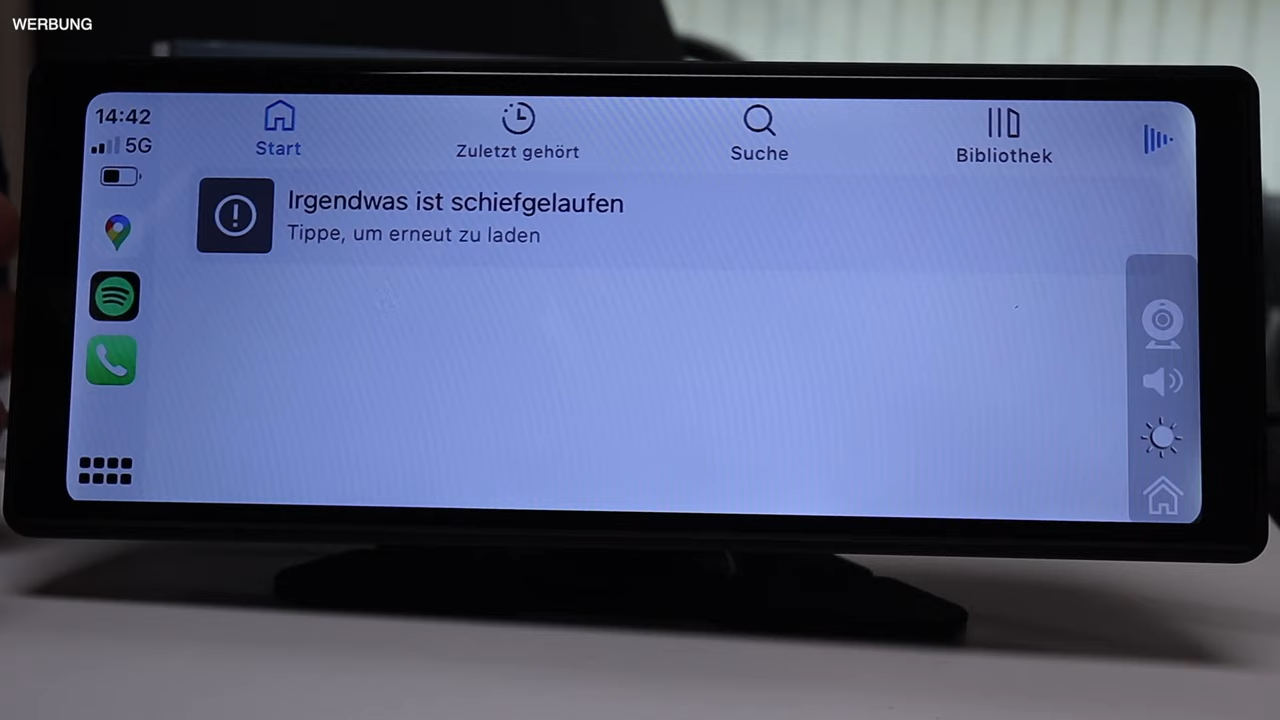 WERBUNG
14:42
5G
Start
Zuletzt gehört
Suche
Bibliothek
Irgendwas ist schiefgelaufen
Tippe, um erneut zu laden